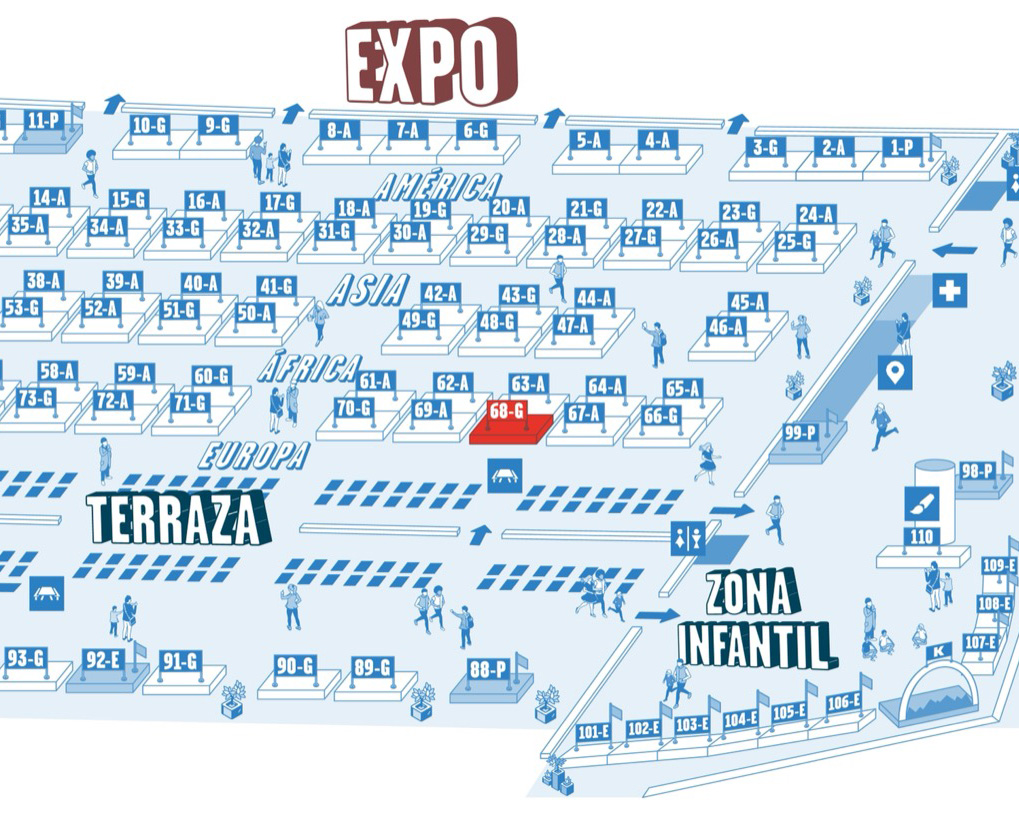 EXPO
11-P
10-G 9-G
8-A 7-A 6-G
5-A 4-A
3-G 2-A 1-P
AMÉRICA
14-A 15-G 16-A 17-G 18-A 19-G 20-A 21-G 22-A 23-G 24-A
35-A 34-A 33-G 32-A 31-G 30-A 29-G 28-A 27-G 26-A 25-G
ASIA
38-A 39-A 40-A 41-G 42-A 43-G 44-A 45-A
53-G 52-A 51-G 50-A 49-G 48-G 47-A 46-A
ÁFRICA
58-A 59-A 60-G 61-A 62-A 63-A 64-A 65-A
73-G 72-A 71-G 70-G 69-A 68-G 67-A 66-G
99-P
EUROPA
98-P
TERRAZA
110
109-E
ZONA
INFANTIL
108-E
107-E
K
93-G 92-E 91-G 90-G 89-G 88-P
101-E 102-E 103-E 104-E 105-E 106-E